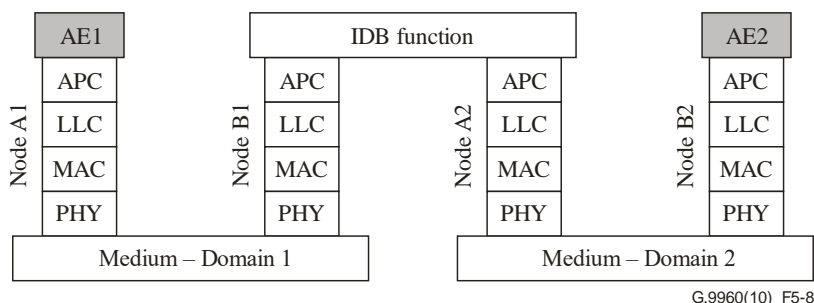 AE1 IDB function AE2
Node A1 APC Node B1 APC Node A2 APC Node B2 APC
LLC LLC LLC LLC
MAC MAC MAC MAC
PHY PHY PHY PHY
Medium – Domain 1 Medium – Domain 2
G.9960(10)_F5-8